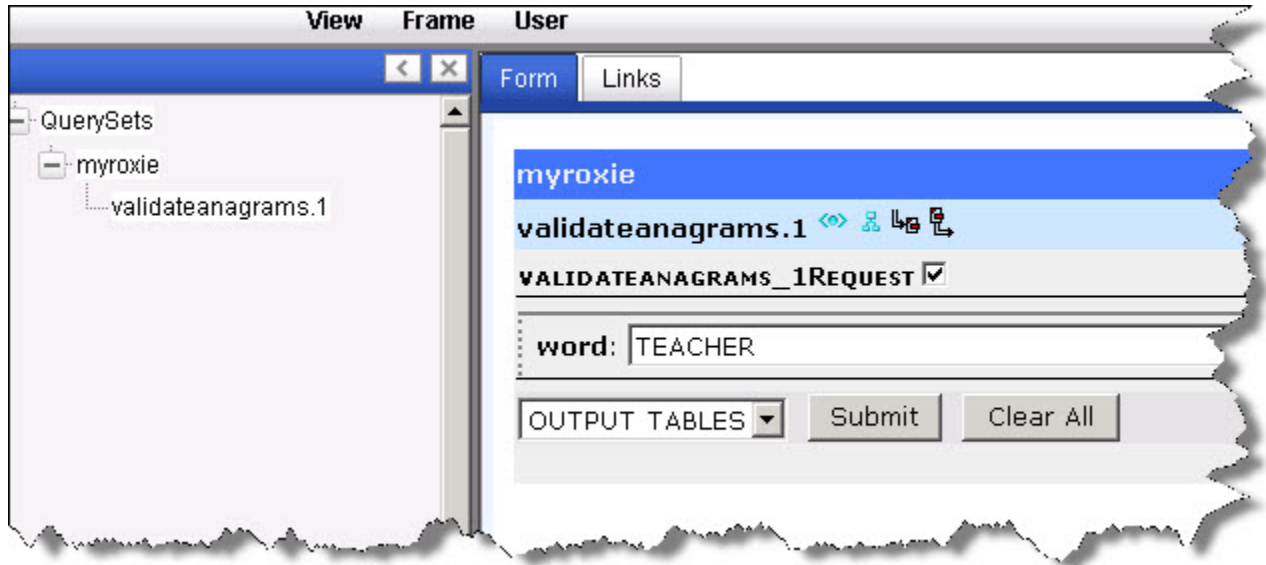 View Frame User
Form Links
QuerySets
myroxie
validateanagrams.1
myroxie
validateanagrams.1
VALIDATEANAGRAMS_1REQUEST
word: TEACHER
OUTPUT TABLES Submit Clear All